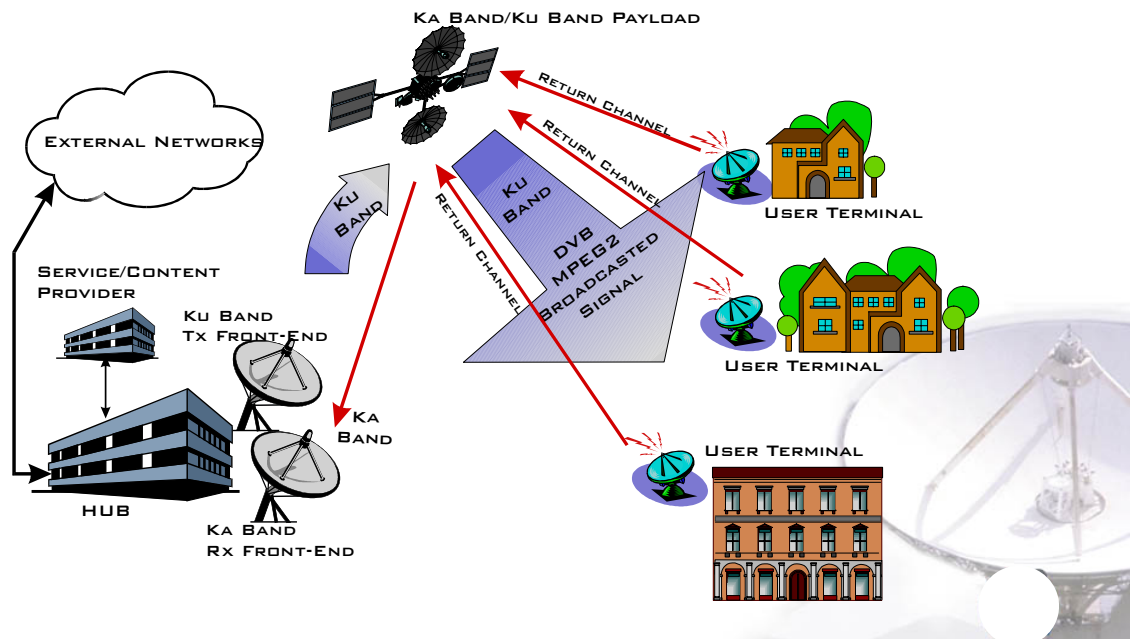 Ka Band/Ku Band Payload
External Networks
Return Channel
Return Channel
Return Channel
Ku
Band
Ku
Band
DVB
MPEG2
Broadcasted
Signal
User Terminal
Service/Content
Provider
Ku Band
Tx Front-End
User Terminal
Ka
Band
User Terminal
HUB
Ka Band
Rx Front-End